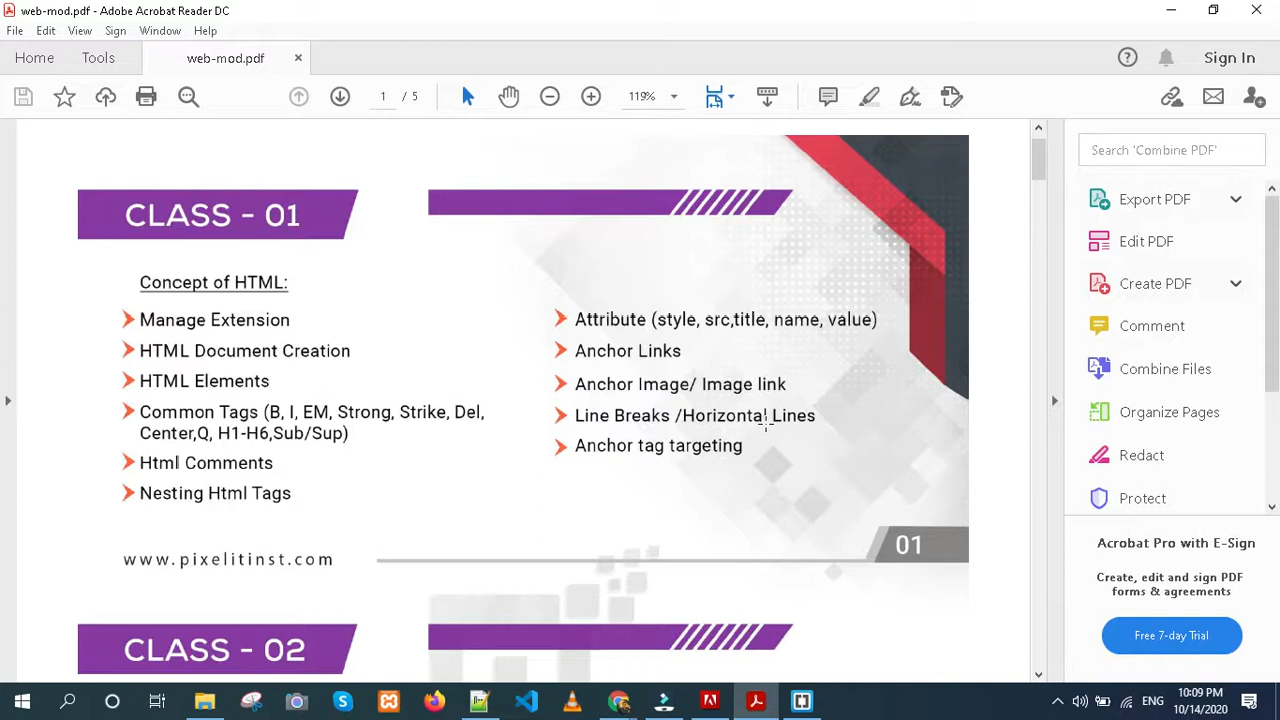 web-mod.pdf - Adobe Acrobat Reader DC
File Edit View Sign Window Help
Home Tools web-mod.pdf × Sign In
1 / 5 119%
Search 'Combine PDF'
Export PDF
Edit PDF
Create PDF
Comment
Combine Files
Organize Pages
Redact
Protect
Acrobat Pro with E-Sign
Create, edit and sign PDF
forms & agreements
Free 7-day Trial
CLASS - 01
Concept of HTML:
Manage Extension
HTML Document Creation
HTML Elements
Common Tags (B, I, EM, Strong, Strike, Del,
Center,Q, H1-H6,Sub/Sup)
Html Comments
Nesting Html Tags
Attribute (style, src,title, name, value)
Anchor Links
Anchor Image/ Image link
Line Breaks /Horizontal Lines
Anchor tag targeting
www.pixelitinst.com
01
CLASS - 02
ENG
10:09 PM
10/14/2020